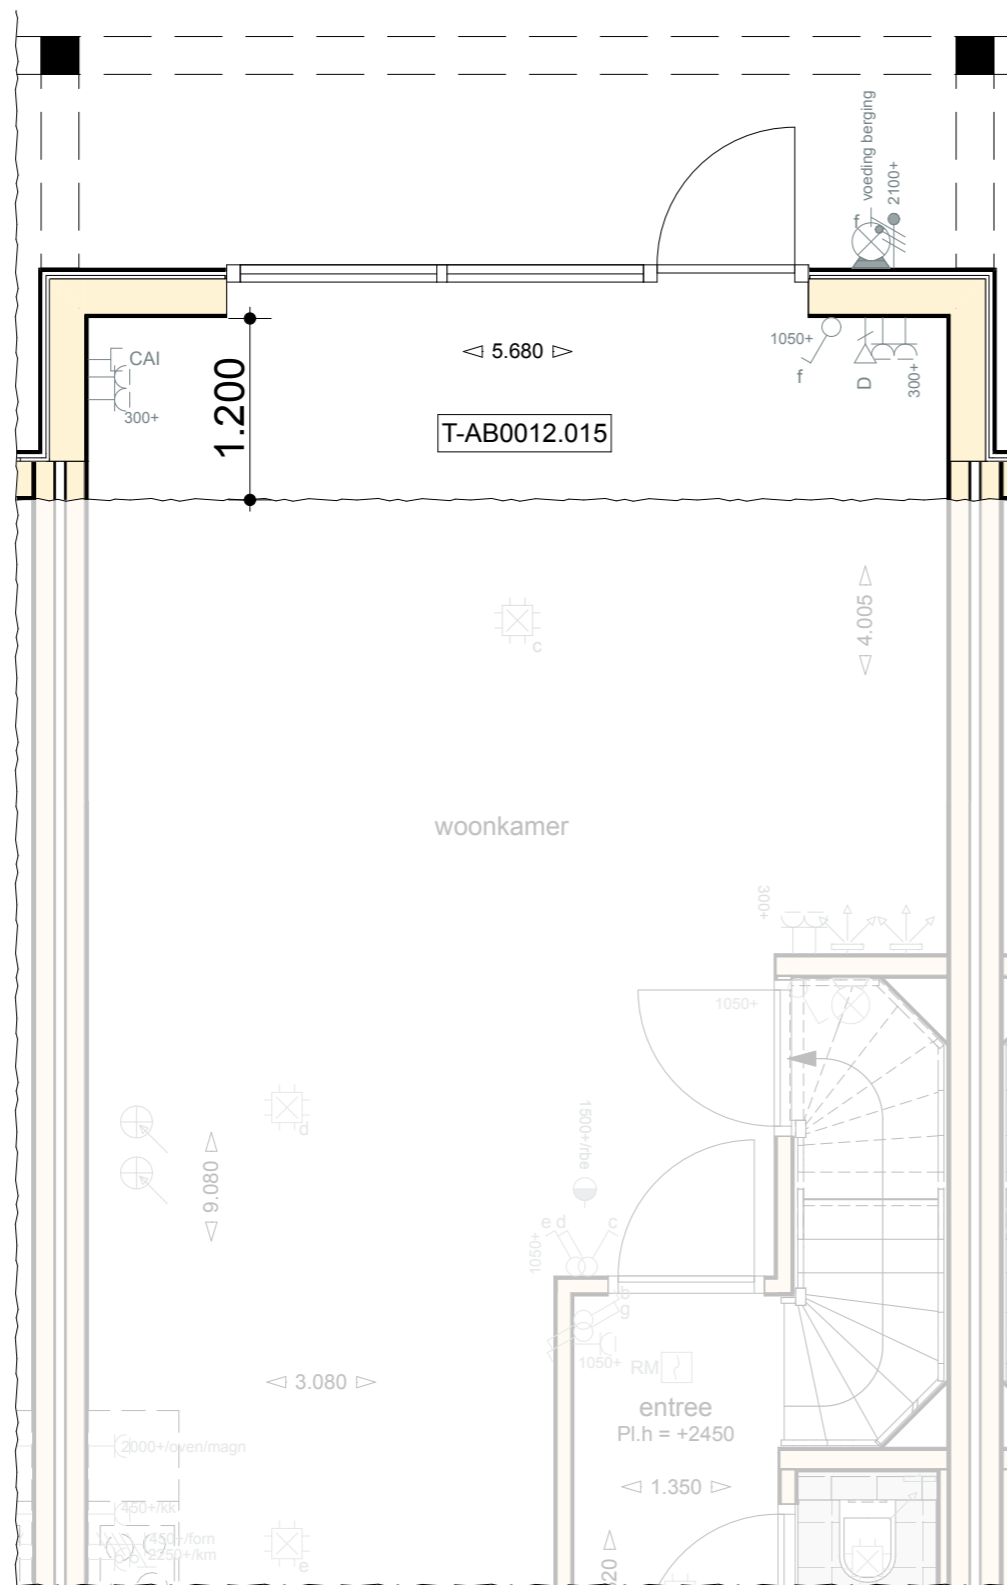 voeding berging
2100+
f
1050+
f
D
300+
CAI
300+
5.680
1.200
T-AB0012.015
c
4.005
woonkamer
300+
1050+
d
1500+/rbe
9.080
e d
c
1050+
b
g
1050+
RM
3.080
entree
Pl.h = +2450
2000+/oven/magn
1.350
450+/kk
450+/forn
2250+/km
e